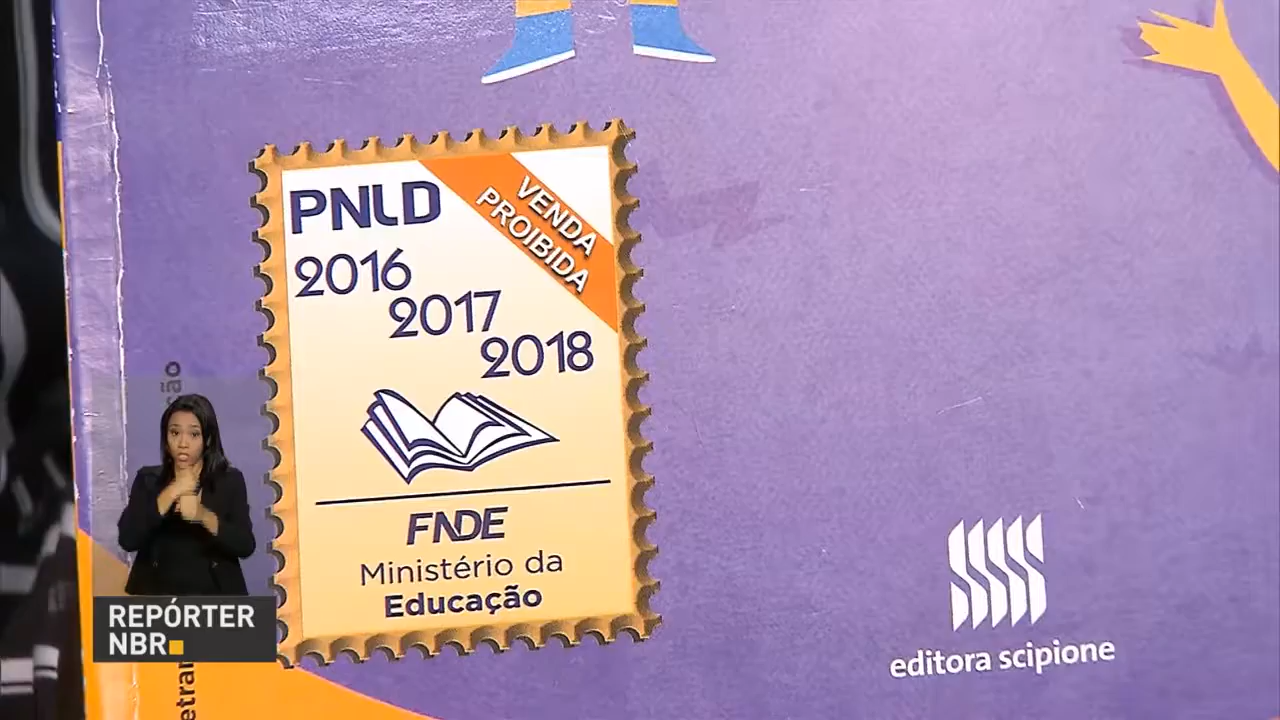 PNLD
VENDA
PROIBIDA
2016
2017
2018
FNDE
Ministério da
Educação
editora scipione
REPÓRTER
NBR